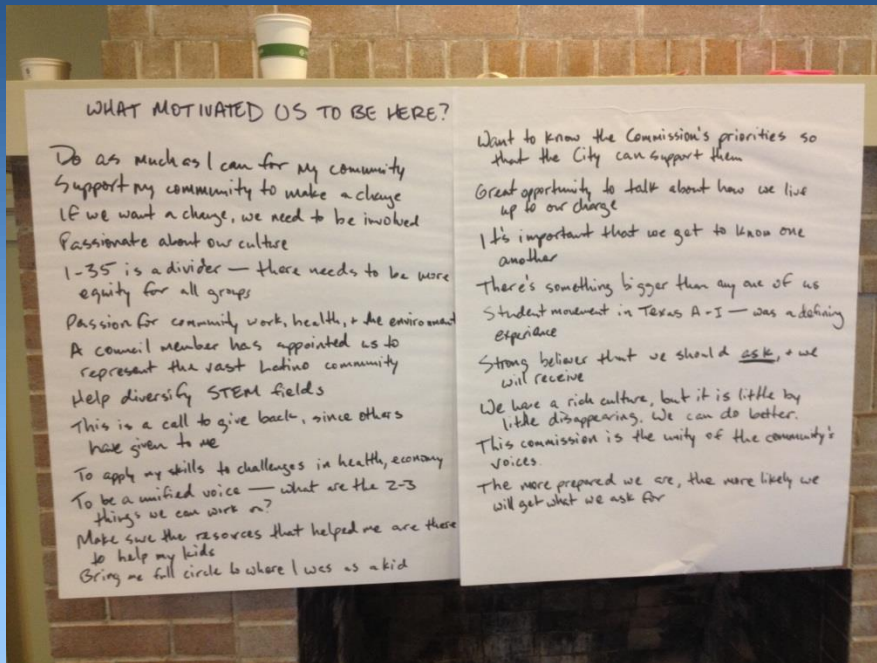 WHAT MOTIVATED US TO BE HERE?
Do as much as I can for my community
Support my community to make a change
If we want a change, we need to be involved
Passionate about our culture
I-35 is a divider — there needs to be more
equity for all groups
Passion for community work, health, + the environment
A council member has appointed us to
represent the vast Latino community
Help diversify STEM fields
This is a call to give back, since others
have given to me
To apply my skills to challenges in health, economy
To be a unified voice — what are the 2-3
things we can work on?
Make sure the resources that helped me are there
to help my kids
Bring me full circle to where I was as a kid
Want to know the Commission's priorities so
that the City can support them
Great opportunity to talk about how we live
up to our charge
It's important that we get to know one
another
There's something bigger than any one of us
Student movement in Texas A-I — was a defining
experience
Strong believer that we should ask, + we
will receive
We have a rich culture, but it is little by
little disappearing. We can do better.
This commission is the unity of the community's
voices.
The more prepared we are, the more likely we
will get what we ask for